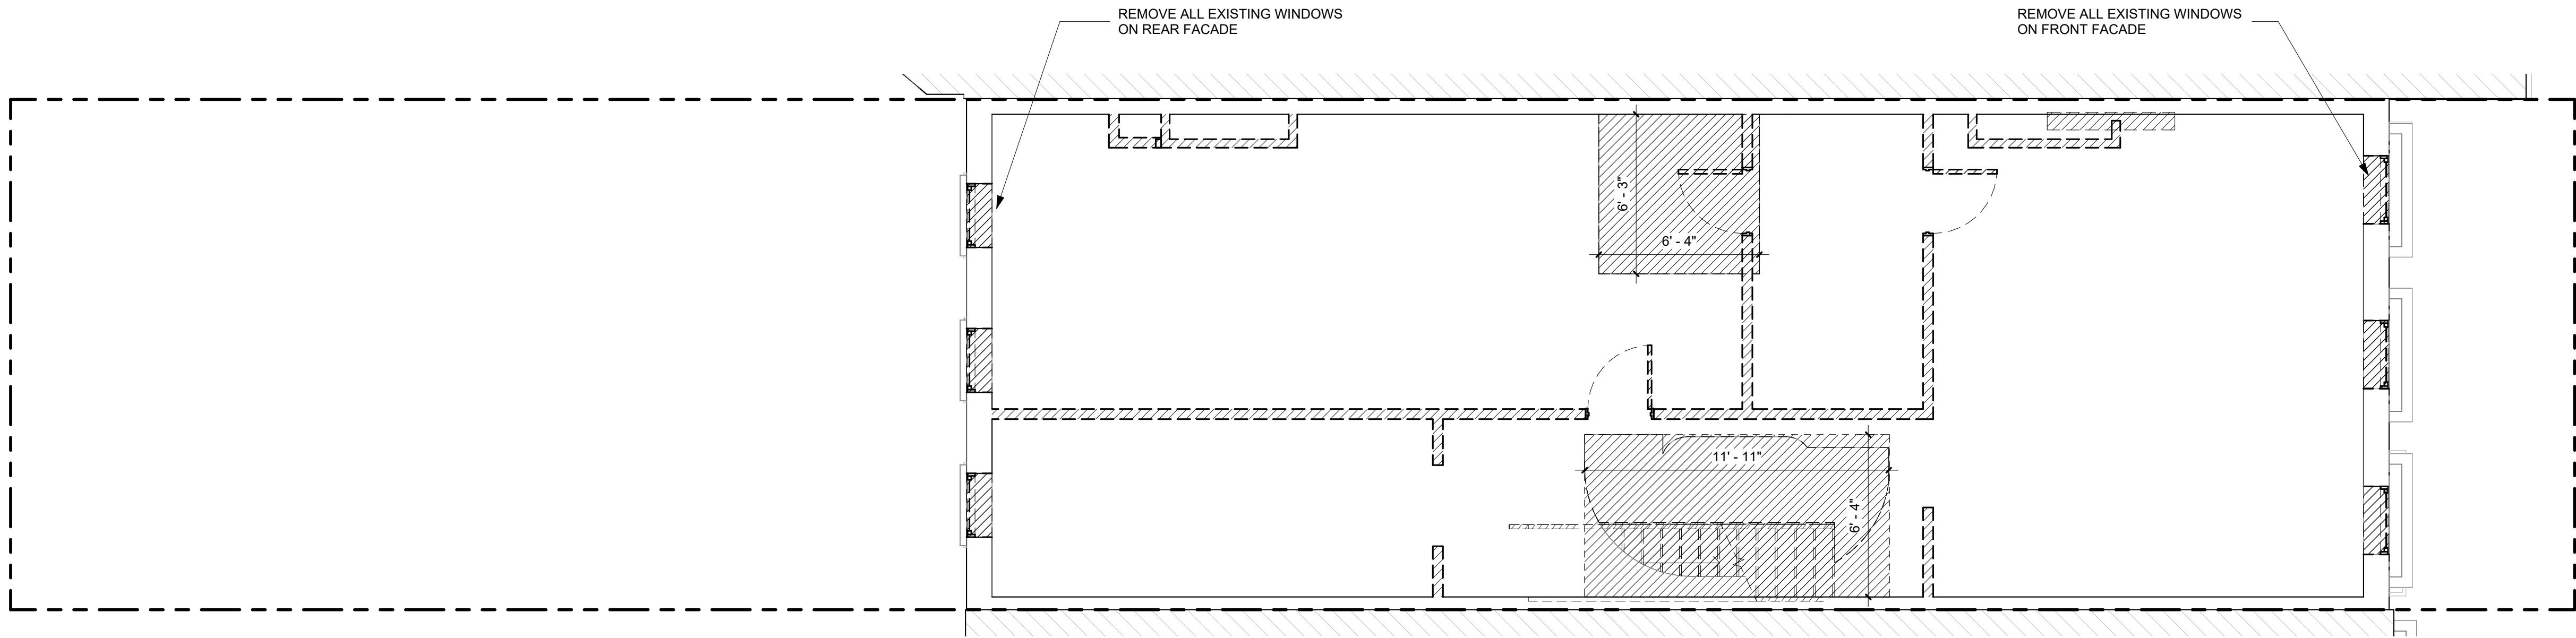 REMOVE ALL EXISTING WINDOWS
ON REAR FACADE
REMOVE ALL EXISTING WINDOWS
ON FRONT FACADE
6' - 3"
6' - 4"
11' - 11"
6' - 4"